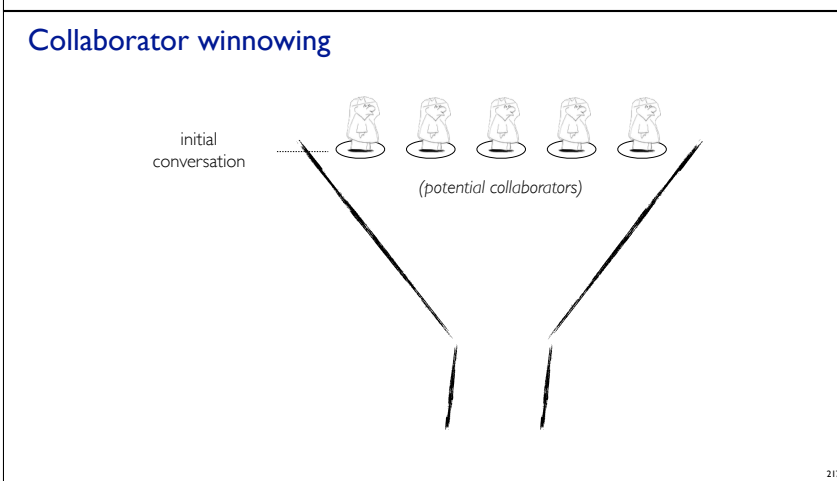 Collaborator winnowing
initial
conversation
(potential collaborators)